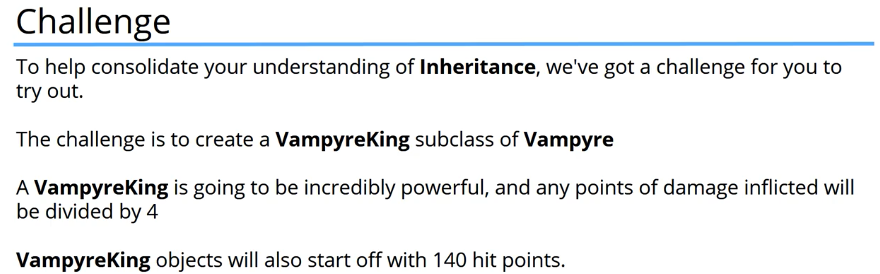 Challenge
To help consolidate your understanding of Inheritance, we've got a challenge for you to
try out.
The challenge is to create a VampyreKing subclass of Vampyre
A VampyreKing is going to be incredibly powerful, and any points of damage inflicted will
be divided by 4
VampyreKing objects will also start off with 140 hit points.